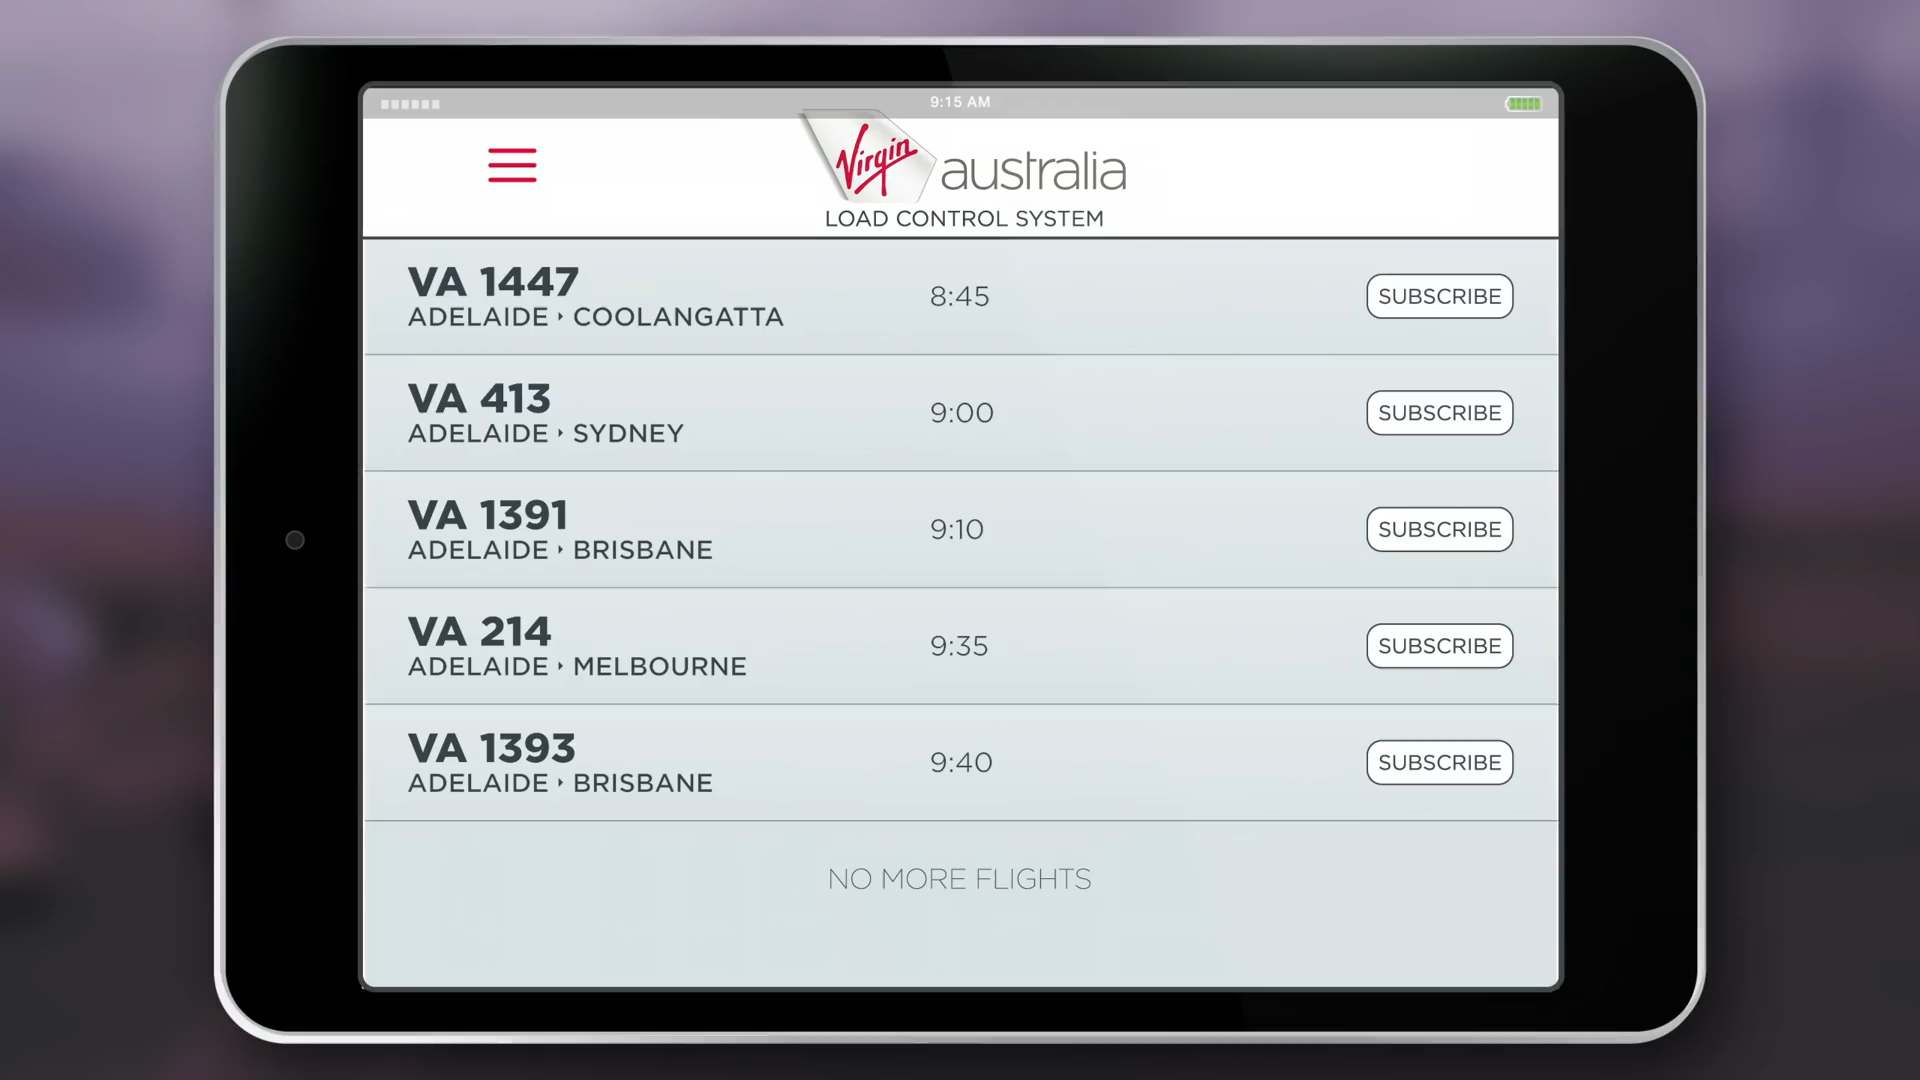 9:15 AM
Virgin australia
LOAD CONTROL SYSTEM
VA 1447
ADELAIDE ‣ COOLANGATTA
8:45
SUBSCRIBE
VA 413
ADELAIDE ‣ SYDNEY
9:00
SUBSCRIBE
VA 1391
ADELAIDE ‣ BRISBANE
9:10
SUBSCRIBE
VA 214
ADELAIDE ‣ MELBOURNE
9:35
SUBSCRIBE
VA 1393
ADELAIDE ‣ BRISBANE
9:40
SUBSCRIBE
NO MORE FLIGHTS